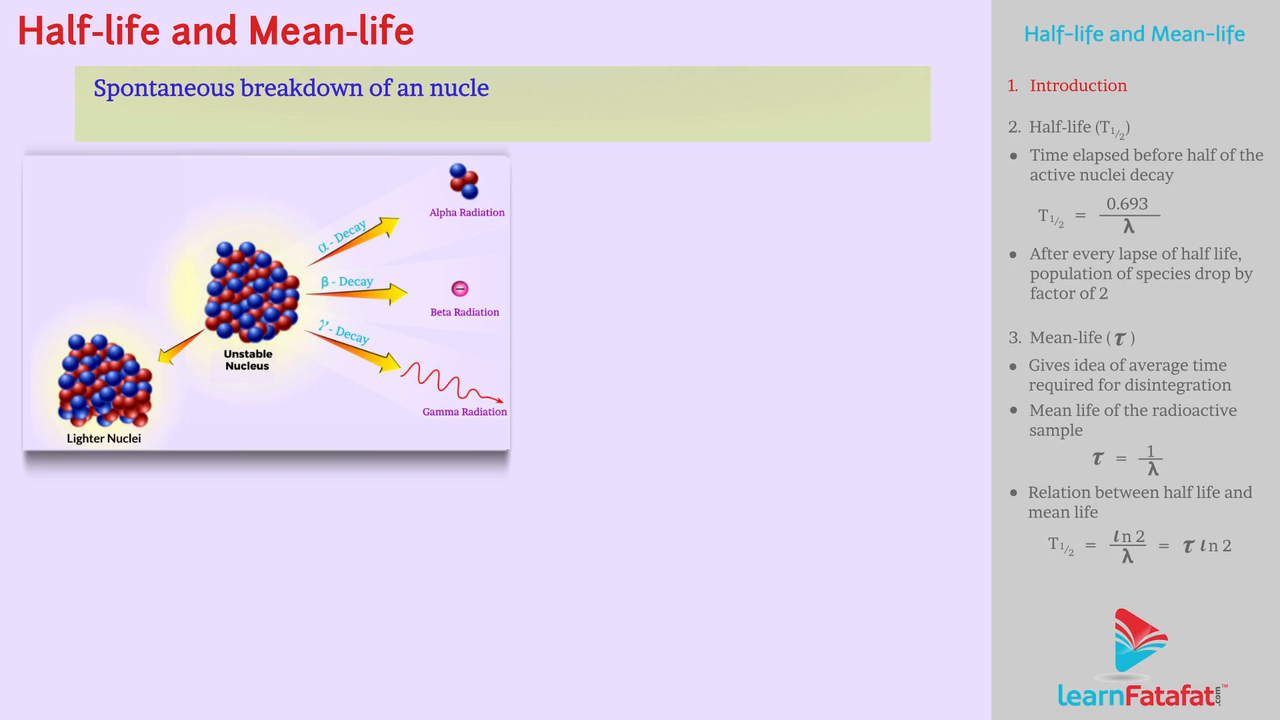 Half-life and Mean-life
Spontaneous breakdown of an nucle
α - Decay
Alpha Radiation
β - Decay
Beta Radiation
γ - Decay
Gamma Radiation
Unstable
Nucleus
Lighter Nuclei
Half-life and Mean-life
1. Introduction
2. Half-life (T1/2)
• Time elapsed before half of the
active nuclei decay
T1/2 = 0.693 / λ
• After every lapse of half life,
population of species drop by
factor of 2
3. Mean-life ( τ )
• Gives idea of average time
required for disintegration
• Mean life of the radioactive
sample
τ = 1 / λ
• Relation between half life and
mean life
T1/2 = ln 2 / λ = τ ln 2
learnFatafat.com™